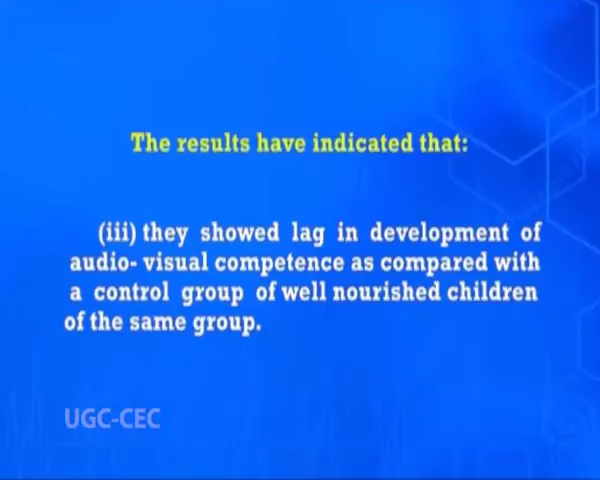 The results have indicated that:
(iii) they showed lag in development of
audio- visual competence as compared with
a control group of well nourished children
of the same group.
UGC-CEC